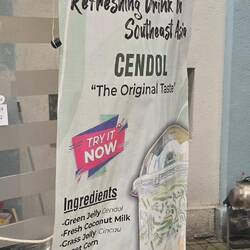 Refreshing Drink In
Southeast Asia
CENDOL
"The Original Taste"
TRY IT
NOW
Ingredients
-Green Jelly Cendol
-Fresh Coconut Milk
-Grass Jelly Cincau
Corn